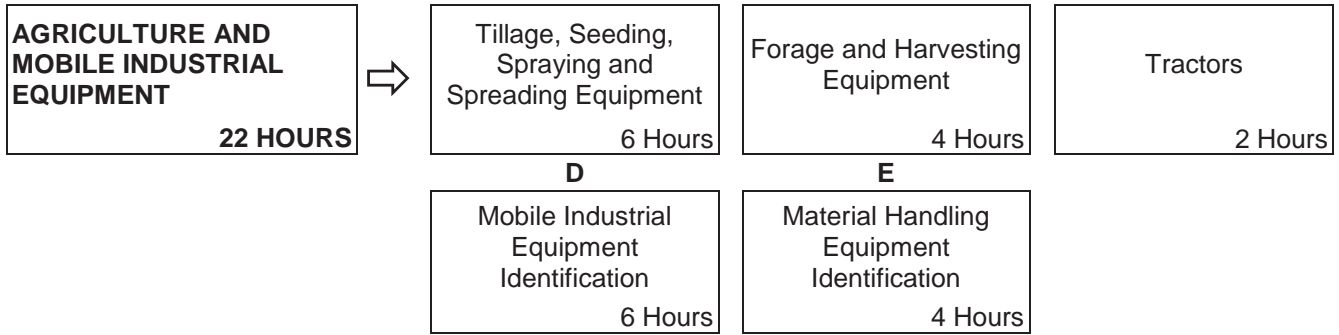 AGRICULTURE AND
MOBILE INDUSTRIAL
EQUIPMENT
22 HOURS
Tillage, Seeding,
Spraying and
Spreading Equipment
6 Hours
Forage and Harvesting
Equipment
4 Hours
Tractors
2 Hours
D
E
Mobile Industrial
Equipment
Identification
6 Hours
Material Handling
Equipment
Identification
4 Hours